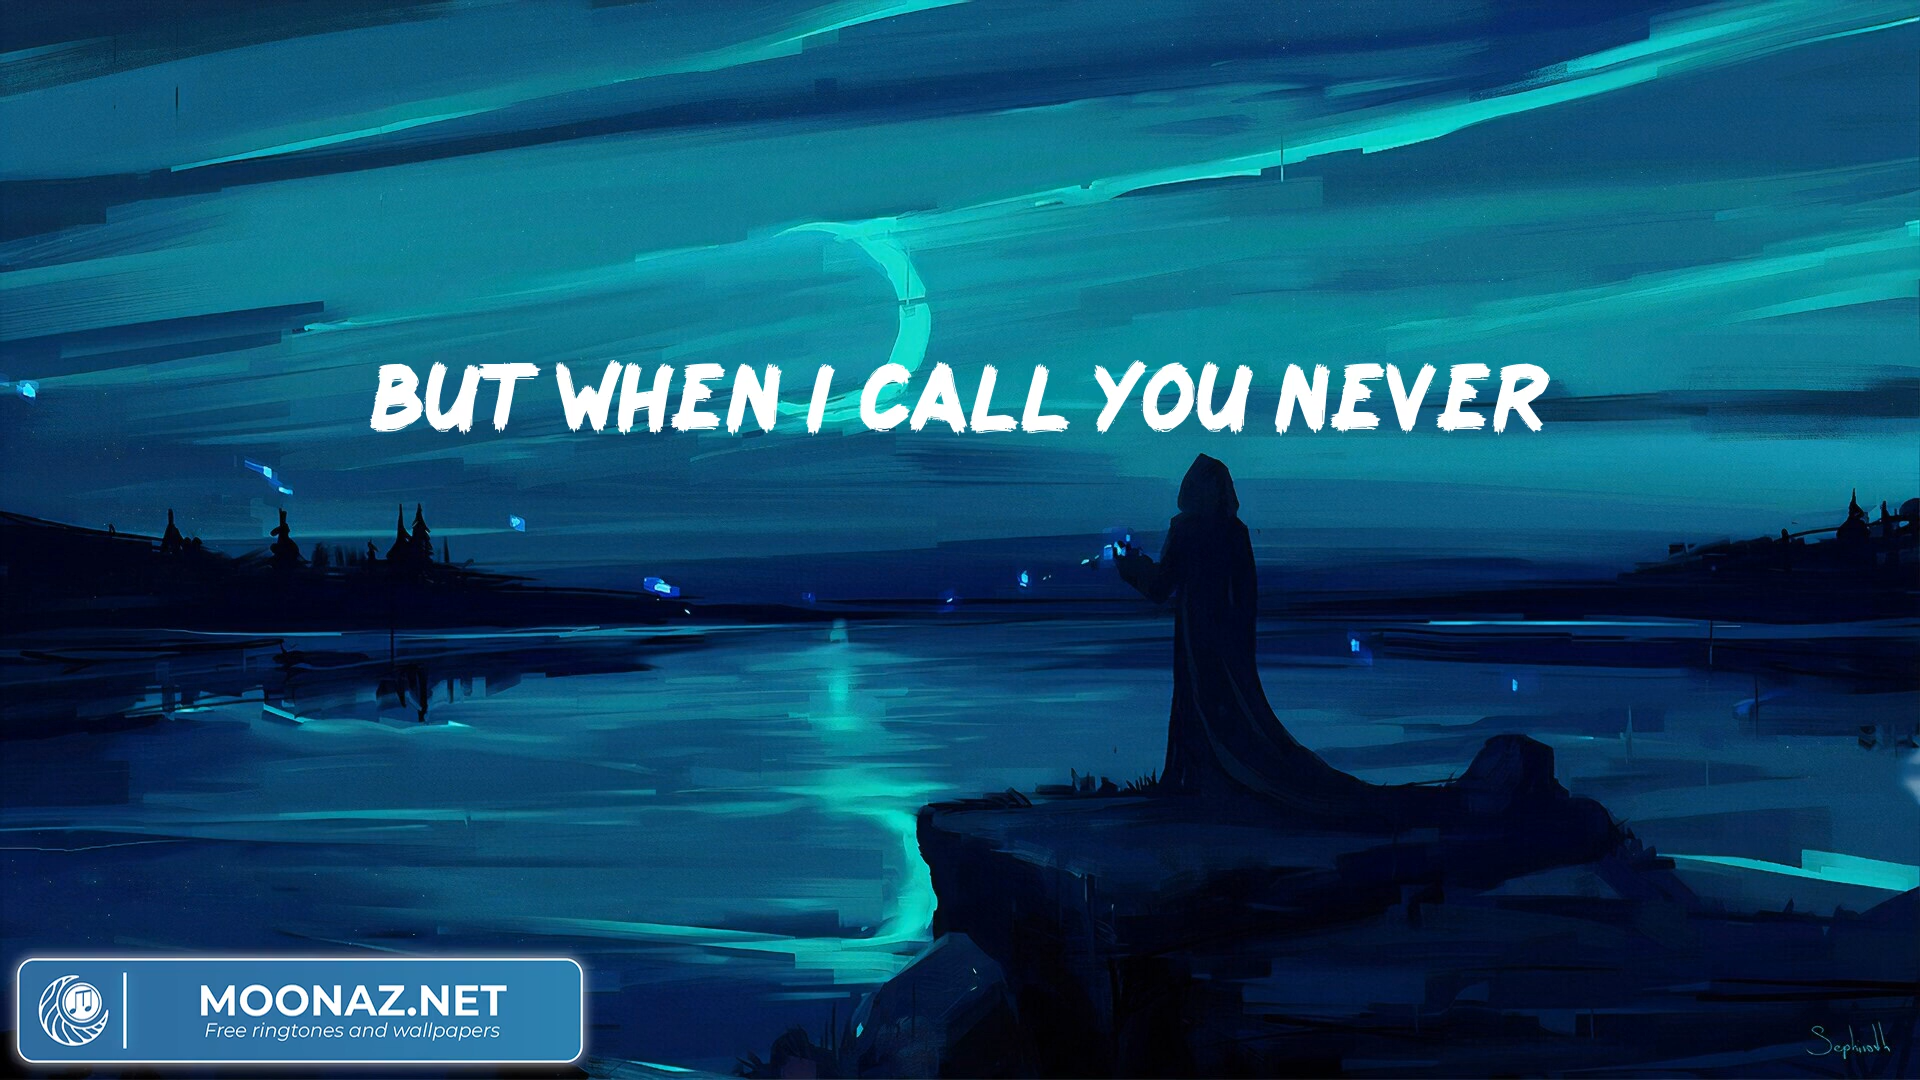 BUT WHEN I CALL YOU NEVER
MOONAZ.NET
Free ringtones and wallpapers